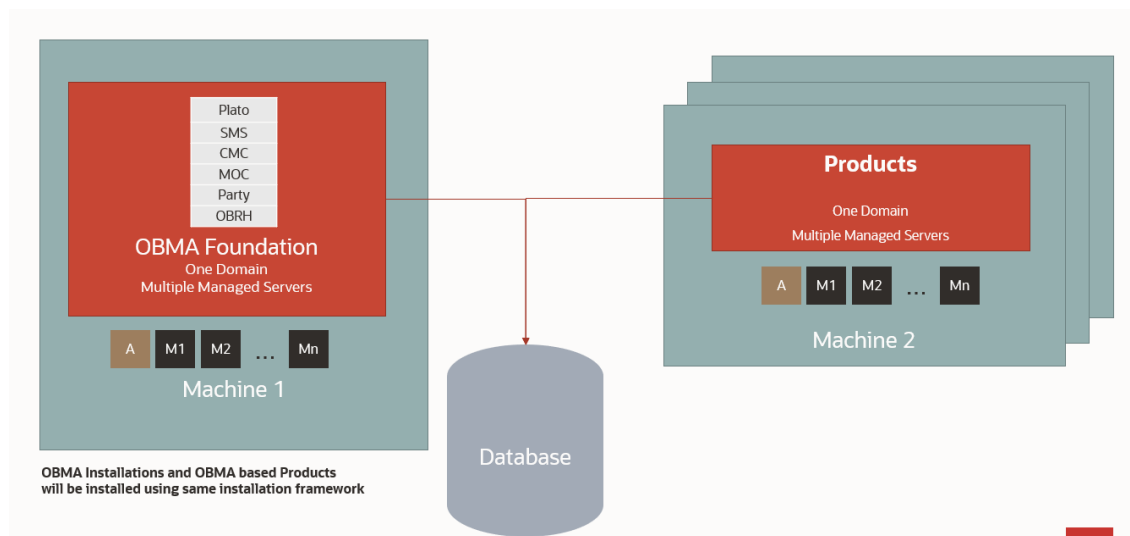 Plato
SMS
CMC
MOC
Party
OBRH
OBMA Foundation
One Domain
Multiple Managed Servers
A M1 M2 ... Mn
Machine 1
OBMA Installations and OBMA based Products
will be installed using same installation framework
Database
Products
One Domain
Multiple Managed Servers
A M1 M2 ... Mn
Machine 2